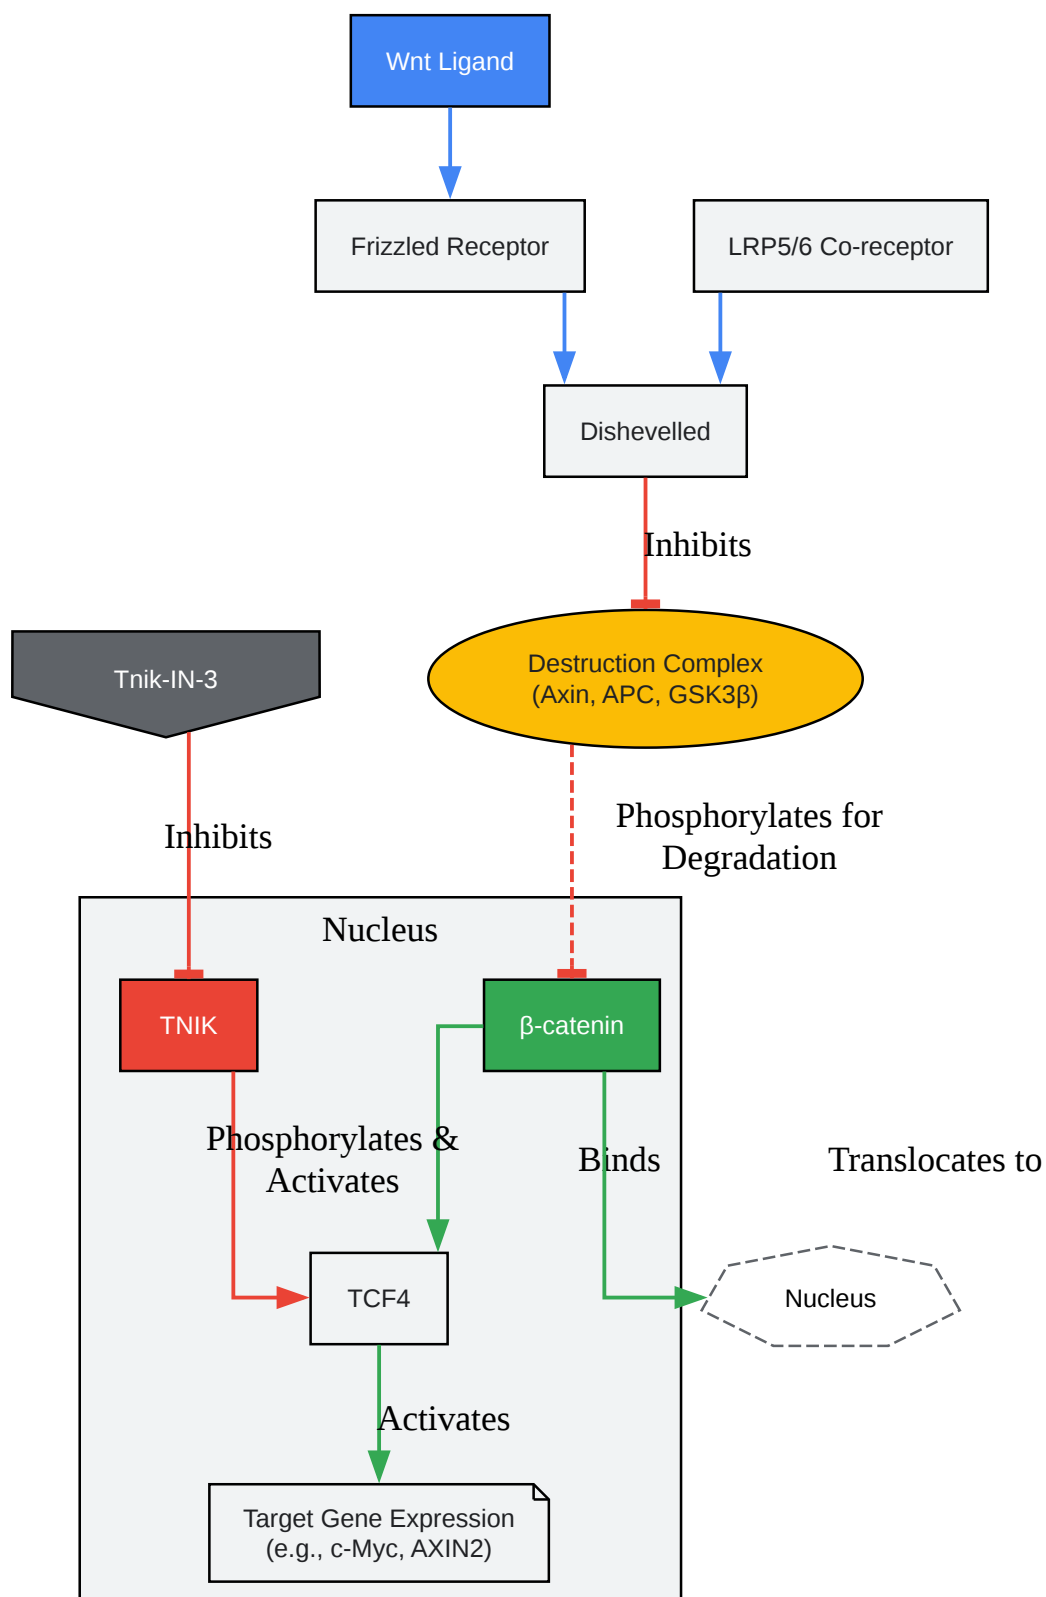 Wnt Ligand
Frizzled Receptor
LRP5/6 Co-receptor
Dishevelled
Inhibits
Tnik-IN-3
Destruction Complex
(Axin, APC, GSK3β)
Inhibits
Phosphorylates for
Degradation
Nucleus
TNIK
β-catenin
Phosphorylates &
Activates
Binds
Translocates to
TCF4
Nucleus
Activates
Target Gene Expression
(e.g., c-Myc, AXIN2)